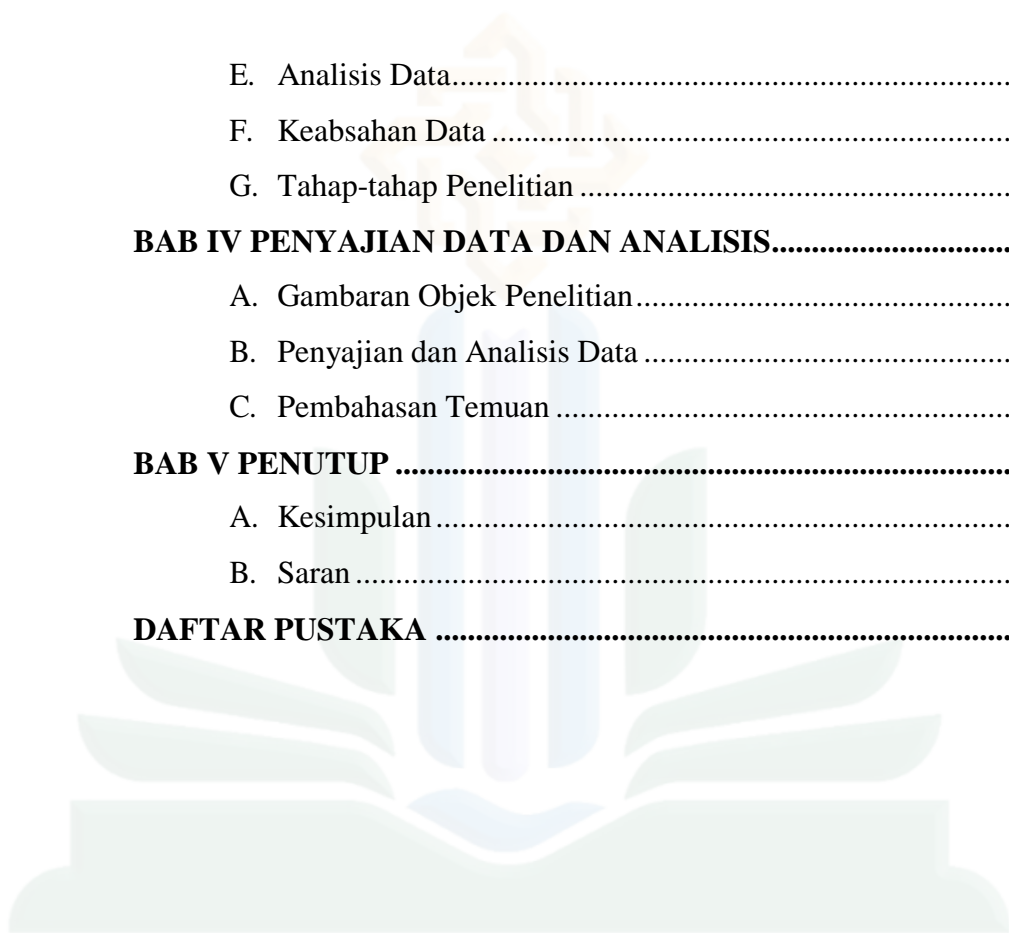 E. Analisis Data.......................................................................
F. Keabsahan Data .................................................................
G. Tahap-tahap Penelitian ......................................................
BAB IV PENYAJIAN DATA DAN ANALISIS..............................
A. Gambaran Objek Penelitian...............................................
B. Penyajian dan Analisis Data ..............................................
C. Pembahasan Temuan .........................................................
BAB V PENUTUP .............................................................................
A. Kesimpulan.........................................................................
B. Saran ...................................................................................
DAFTAR PUSTAKA ........................................................................